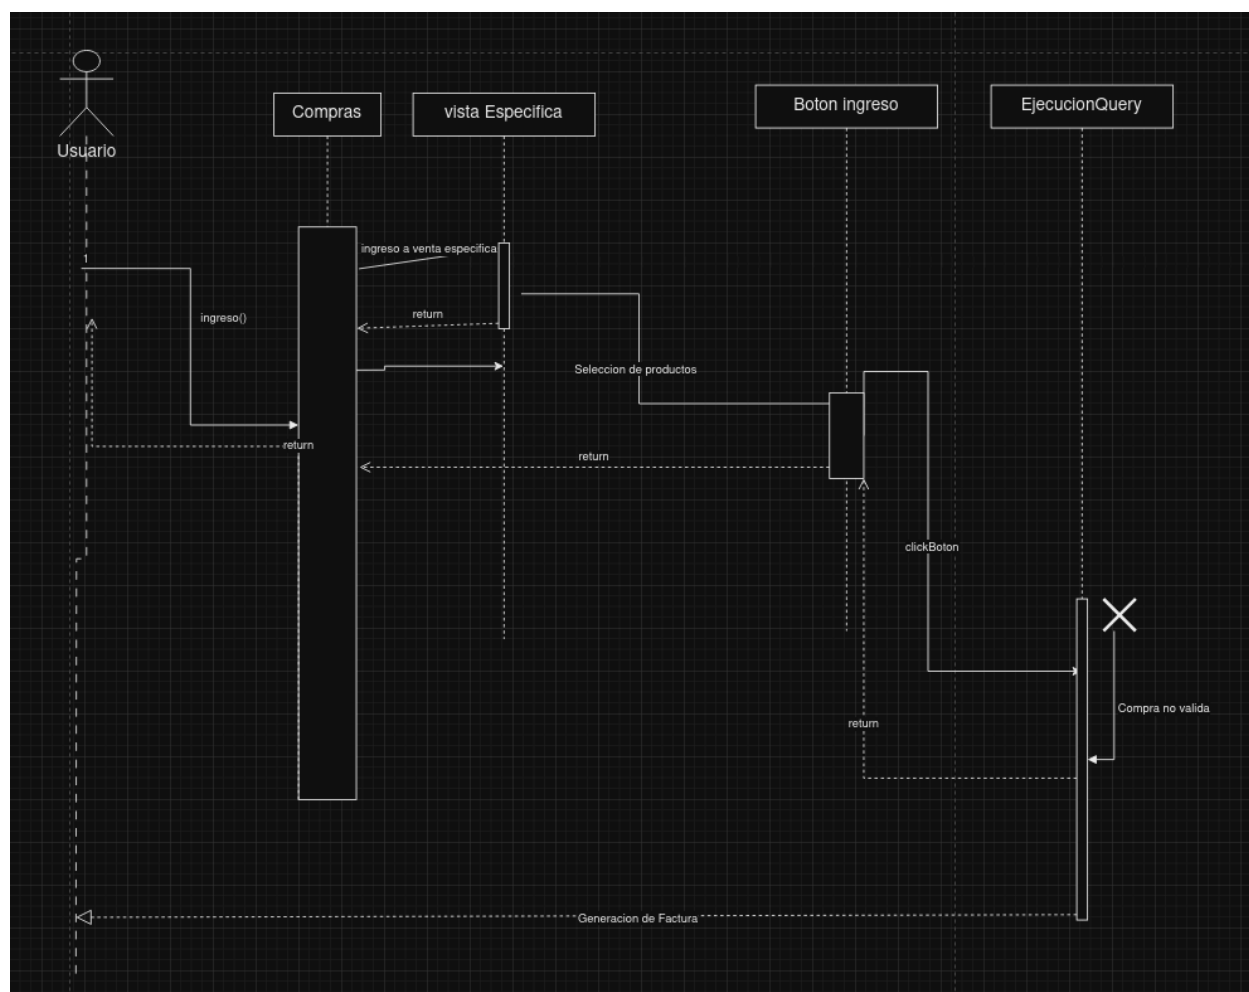 Usuario
Compras
vista Especifica
Boton ingreso
EjecucionQuery
ingreso a venta especifica
return
ingreso()
Seleccion de productos
return
return
clickBoton
Compra no valida
return
Generacion de Factura